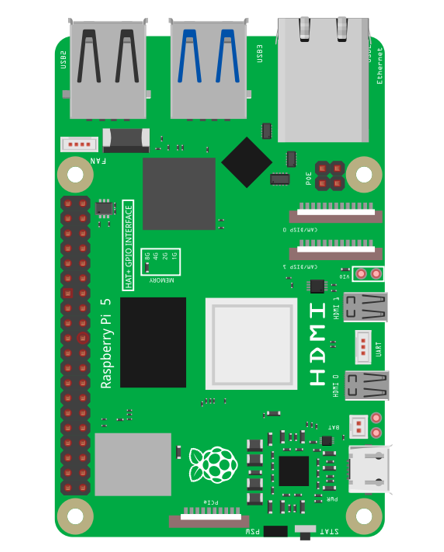 USB2
USB3
Ethernet
FAN
POE
CAM/DISP 0
HAT+ GPIO INTERFACE
CAM/DISP 1
8G
4G
2G
1G
MEMORY
Raspberry Pi 5
HDMI
HDMI 1
UART
HDMI 0
BAT
PCIe
PWR
PSW
STAT